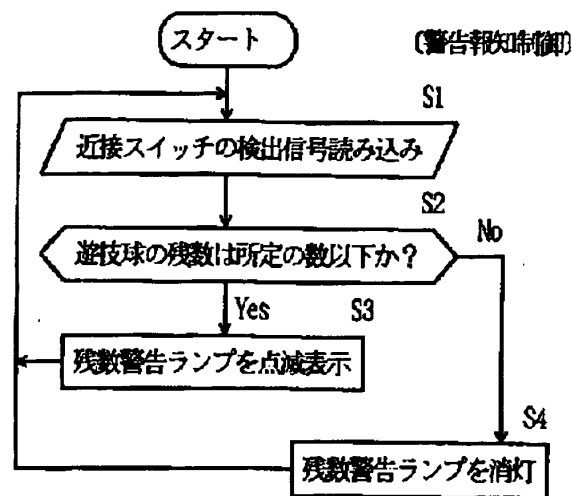 スタート
〔警告報知制御〕
S1
近接スイッチの検出信号読み込み
S2
遊技球の残数は所定の数以下か？
No
Yes
S3
残数警告ランプを点滅表示
S4
残数警告ランプを消灯